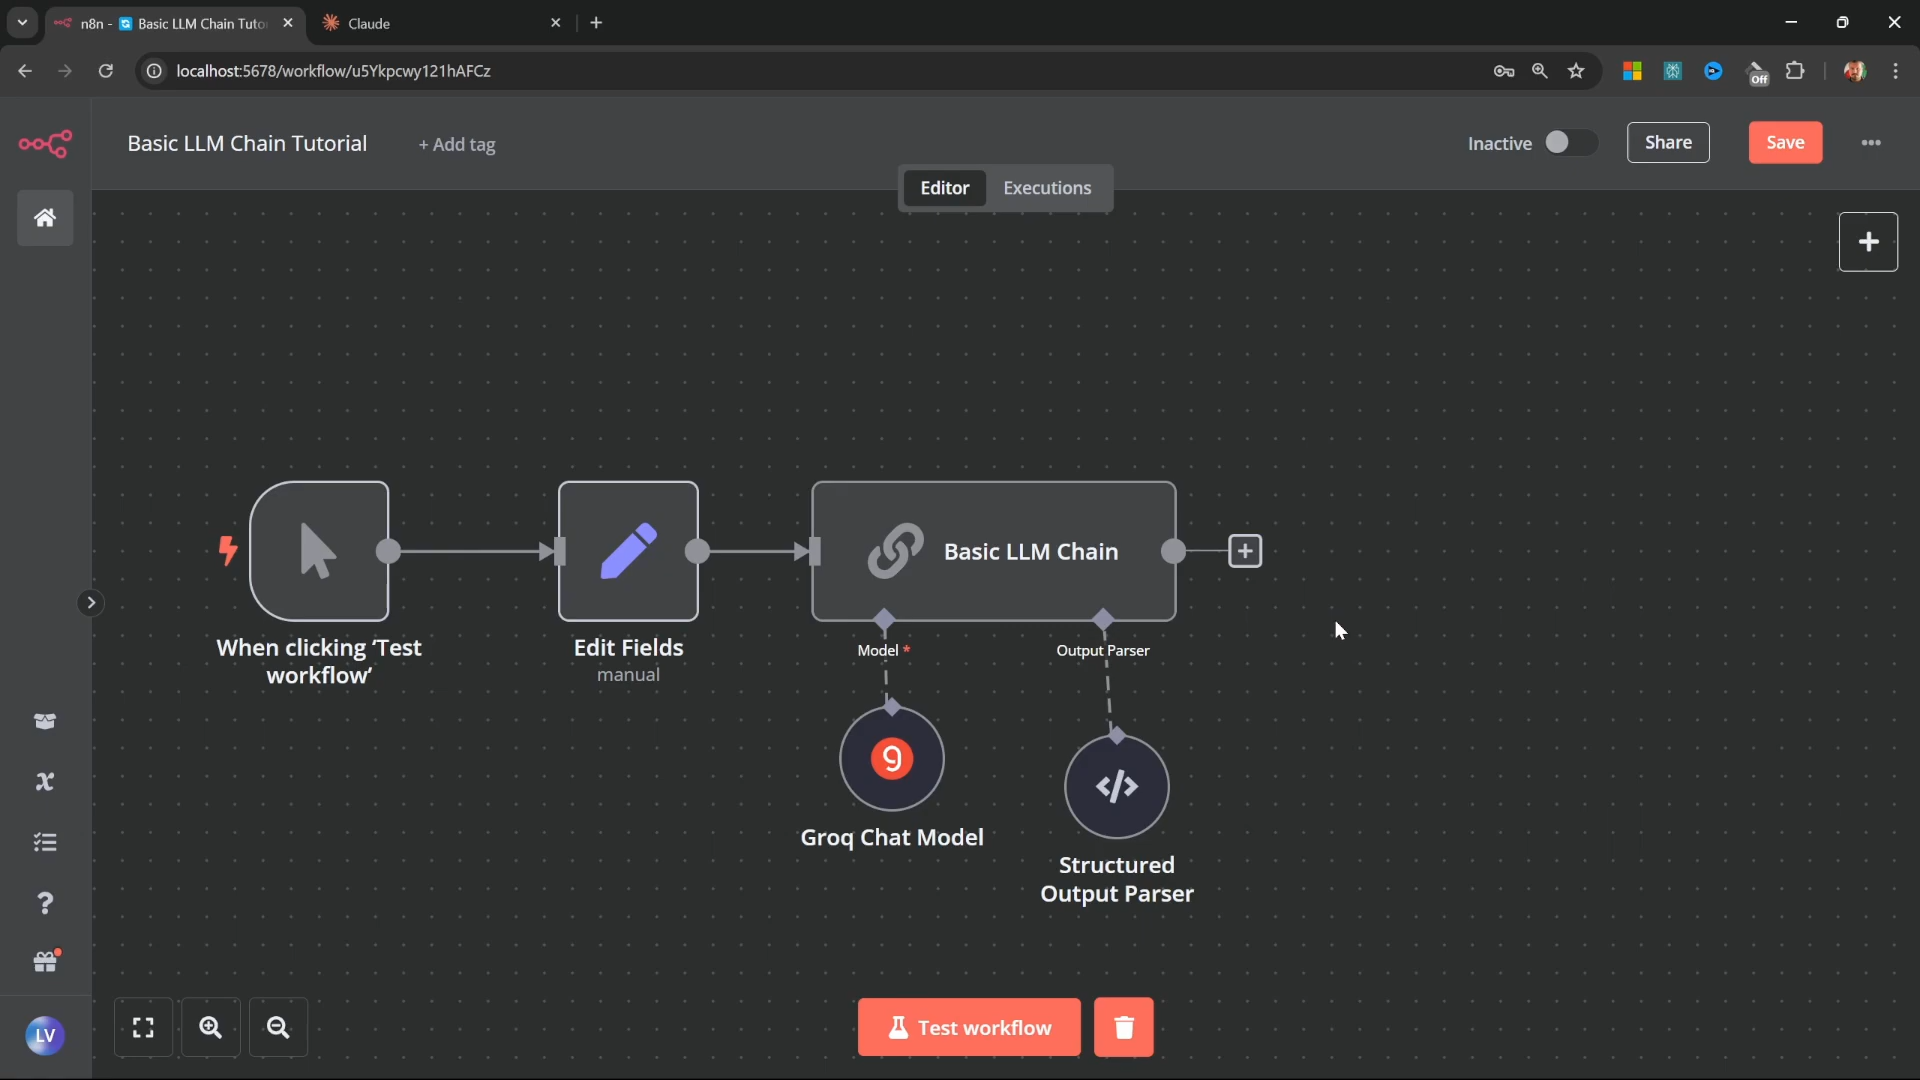 n8n - Basic LLM Chain Tuto
Claude
localhost:5678/workflow/u5Ykpcwy121hAFCz
Off
Basic LLM Chain Tutorial
+ Add tag
Inactive
Share
Save
Editor
Executions
Basic LLM Chain
When clicking ‘Test
workflow’
Edit Fields
manual
Model *
Output Parser
Groq Chat Model
Structured
Output Parser
LV
Test workflow